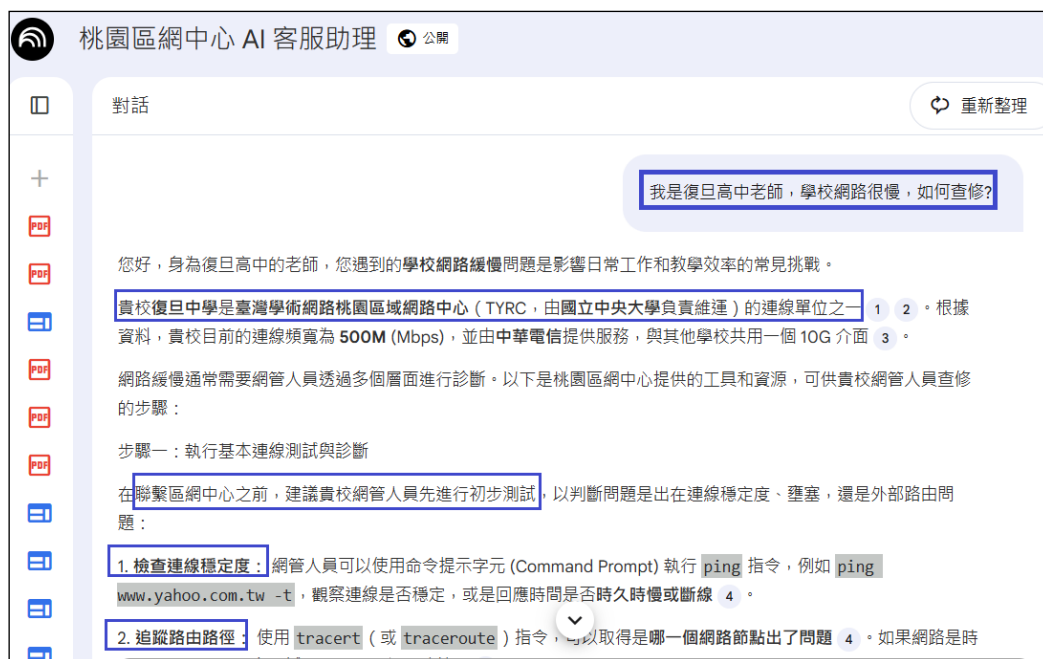 桃園區網中心 AI 客服助理 公開
對話
重新整理
我是復旦高中老師，學校網路很慢，如何查修?
PDF
PDF
PDF
PDF
PDF
您好，身為復旦高中的老師，您遇到的學校網路緩慢問題是影響日常工作和教學效率的常見挑戰。
貴校復旦中學是臺灣學術網路桃園區域網路中心（TYRC，由國立中央大學負責維運）的連線單位之一 1 2 。根據
資料，貴校目前的連線頻寬為 500M (Mbps)，並由中華電信提供服務，與其他學校共用一個 10G 介面 3 。
網路緩慢通常需要網管人員透過多個層面進行診斷。以下是桃園區網中心提供的工具和資源，可供貴校網管人員查修
的步驟：
步驟一：執行基本連線測試與診斷
在聯繫區網中心之前，建議貴校網管人員先進行初步測試，以判斷問題是出在連線穩定度、壅塞，還是外部路由問
題：
1. 檢查連線穩定度： 網管人員可以使用命令提示字元 (Command Prompt) 執行 ping 指令，例如 ping
www.yahoo.com.tw -t，觀察連線是否穩定，或是回應時間是否時久時慢或斷線 4 。
2. 追蹤路由路徑： 使用 tracert（或 traceroute）指令，可以取得是哪一個網路節點出了問題 4 。如果網路是時